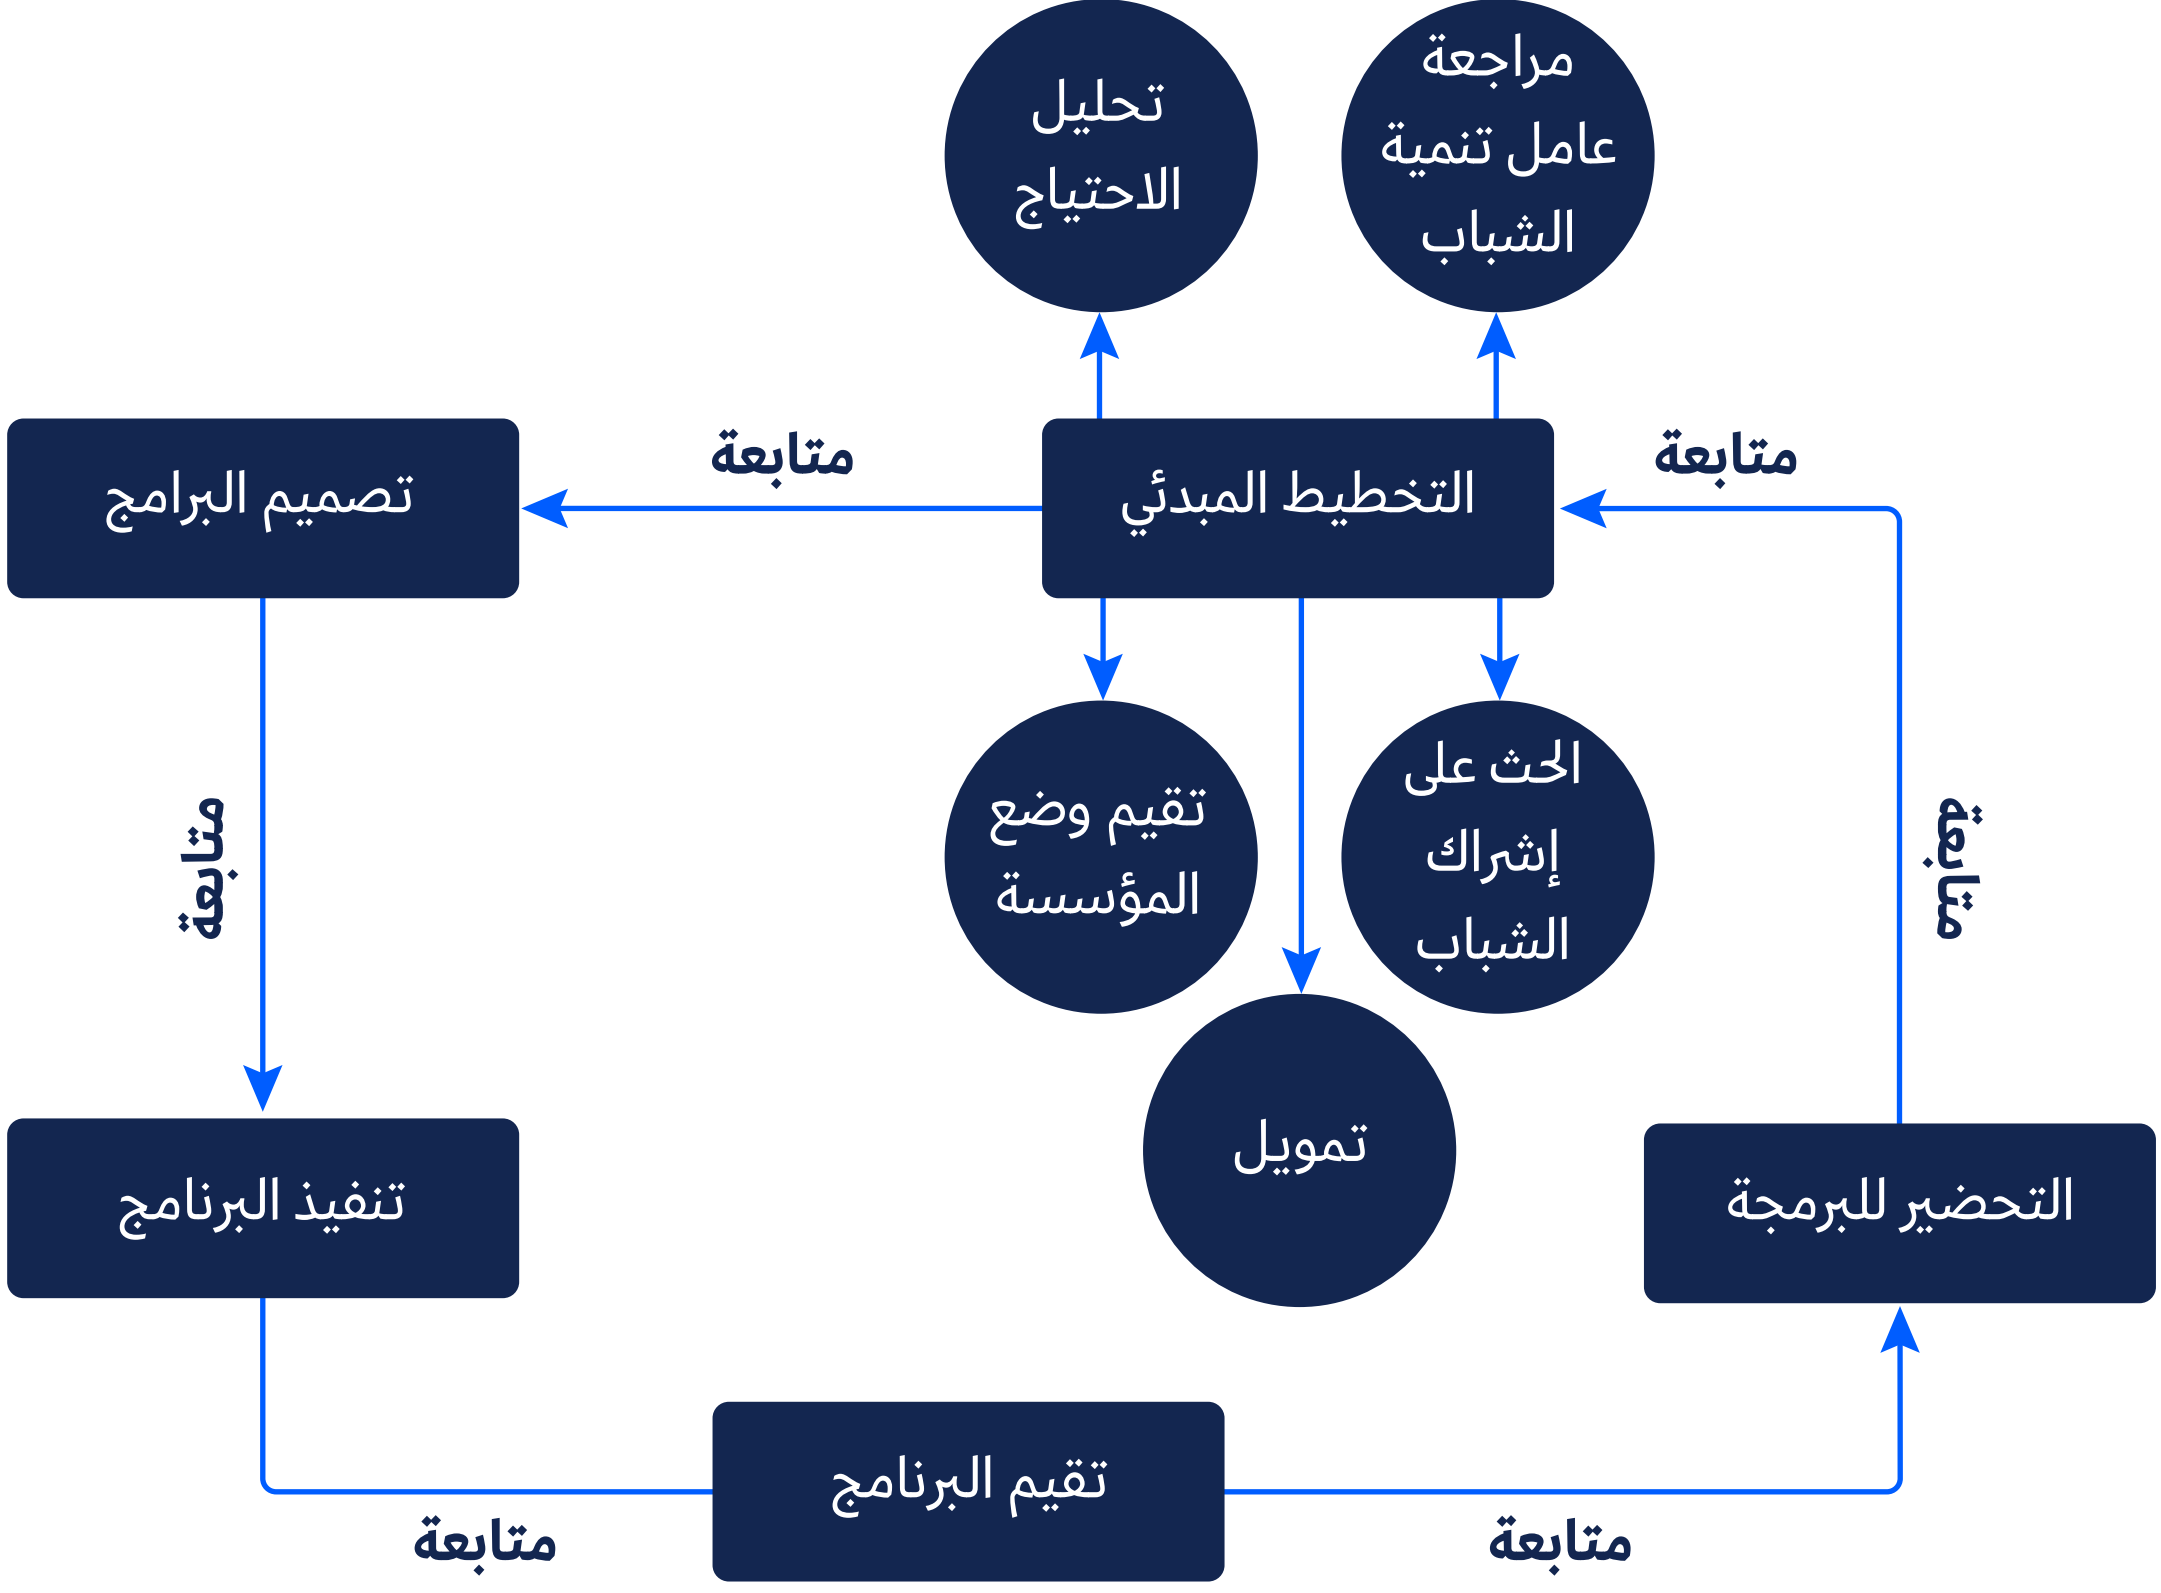 مراجعة
عامل تنمية
الشباب
تحليل
الاحتياج
متابعة
التخطيط المبدئي
متابعة
تصميم البرامج
الحث على
إشراك
الشباب
تقيم وضع
المؤسسة
متابعة
متابعة
تمويل
التحضير للبرمجة
تنفيذ البرنامج
تقيم البرنامج
متابعة
متابعة